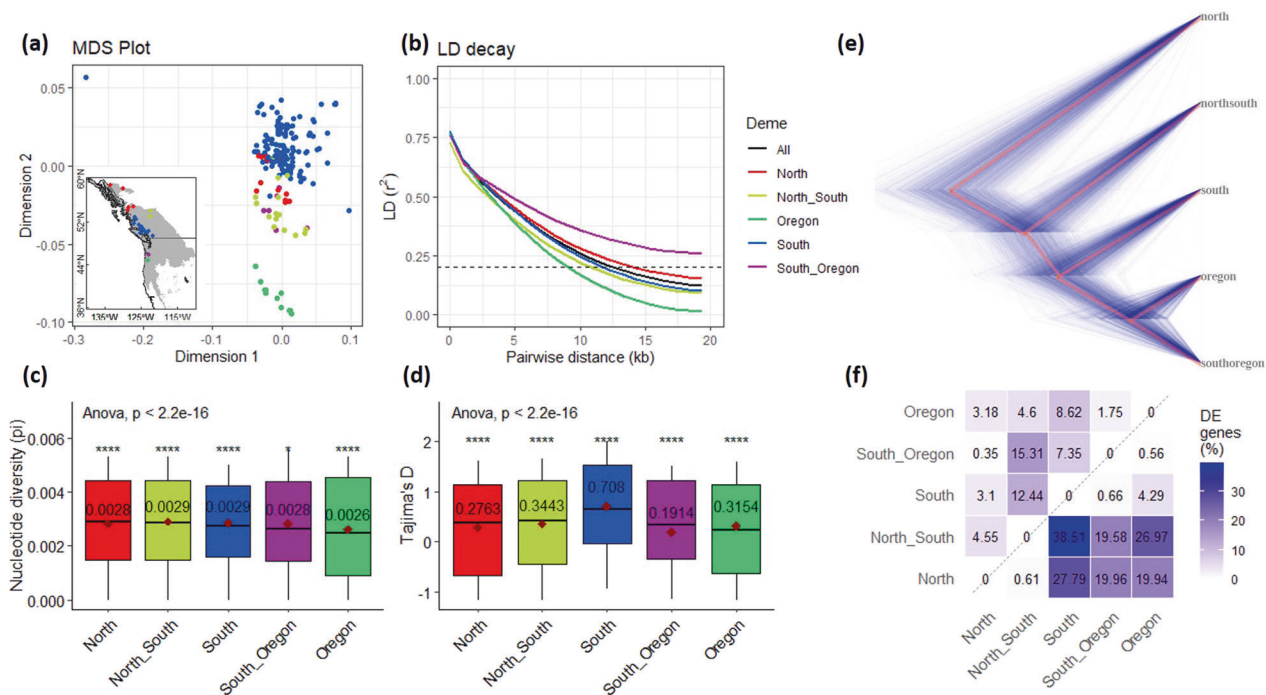 (a)
MDS Plot
Dimension 2
0.05
0.00
-0.05
-0.10
-0.3
-0.2
-0.1
0.0
0.1
Dimension 1
60°N
52°N
44°N
36°N
135°W
125°W
115°W
(b)
LD decay
LD (r²)
1.00
0.75
0.50
0.25
0.00
0
5
10
15
20
Pairwise distance (kb)
Deme
All
North
North_South
Oregon
South
South_Oregon
(e)
north
northsouth
south
oregon
southoregon
(c)
Anova, p < 2.2e-16
Nucleotide diversity (pi)
0.006
0.004
0.002
0.000
**** **** **** * ****
0.0028 0.0029 0.0029 0.0028 0.0026
North
North_South
South
South_Oregon
Oregon
(d)
Anova, p < 2.2e-16
Tajima's D
2
1
0
-1
**** **** **** **** ****
0.2763 0.3443 0.708 0.1914 0.3154
North
North_South
South
South_Oregon
Oregon
(f)
Oregon 3.18 4.6 8.62 1.75 0
South_Oregon 0.35 15.31 7.35 0 0.56
South 3.1 12.44 0 0.66 4.29
North_South 4.55 0 38.51 19.58 26.97
North 0 0.61 27.79 19.96 19.94
North
North_South
South
South_Oregon
Oregon
DE
genes
(%)
30
20
10
0